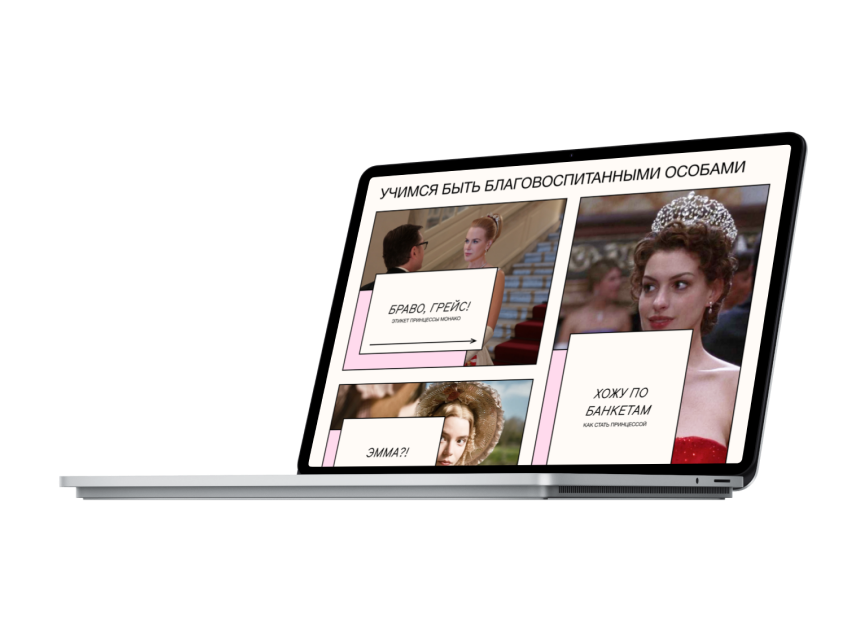 УЧИМСЯ БЫТЬ БЛАГОВОСПИТАННЫМИ ОСОБАМИ
БРАВО, ГРЕЙС!
ЭТИКЕТ ПРИНЦЕССЫ МОНАКО
ЭММА?!
ХОЖУ ПО
БАНКЕТАМ
КАК СТАТЬ ПРИНЦЕССОЙ